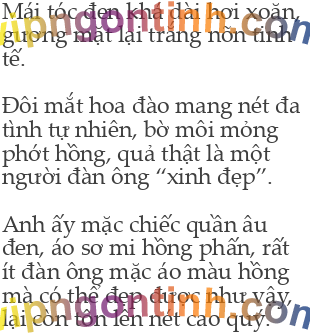 Mái tóc đen khá dài hơi xoăn,
gương mặt lại trắng nõn tinh
tế.
Đôi mắt hoa đào mang nét đa
tình tự nhiên, bờ môi mỏng
phớt hồng, quả thật là một
người đàn ông “xinh đẹp”.
Anh ấy mặc chiếc quần âu
đen, áo sơ mi hồng phấn, rất
ít đàn ông mặc áo màu hồng
mà có thể đẹp được như vậy,
lại còn tôn lên nét cao quý.
vipngontinh.com
vipngontinh.com